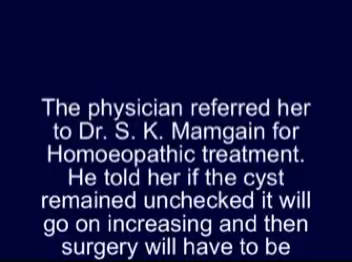 The physician referred her
to Dr. S. K. Mamgain for
Homoeopathic treatment.
He told her if the cyst
remained unchecked it will
go on increasing and then
surgery will have to be